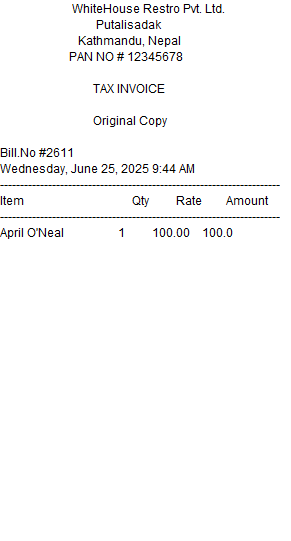 WhiteHouse Restro Pvt. Ltd.
Putalisadak
Kathmandu, Nepal
PAN NO # 12345678
TAX INVOICE
Original Copy
Bill.No #2611
Wednesday, June 25, 2025 9:44 AM
--------------------------------------------------------------------
Item Qty Rate Amount
--------------------------------------------------------------------
April O'Neal 1 100.00 100.0